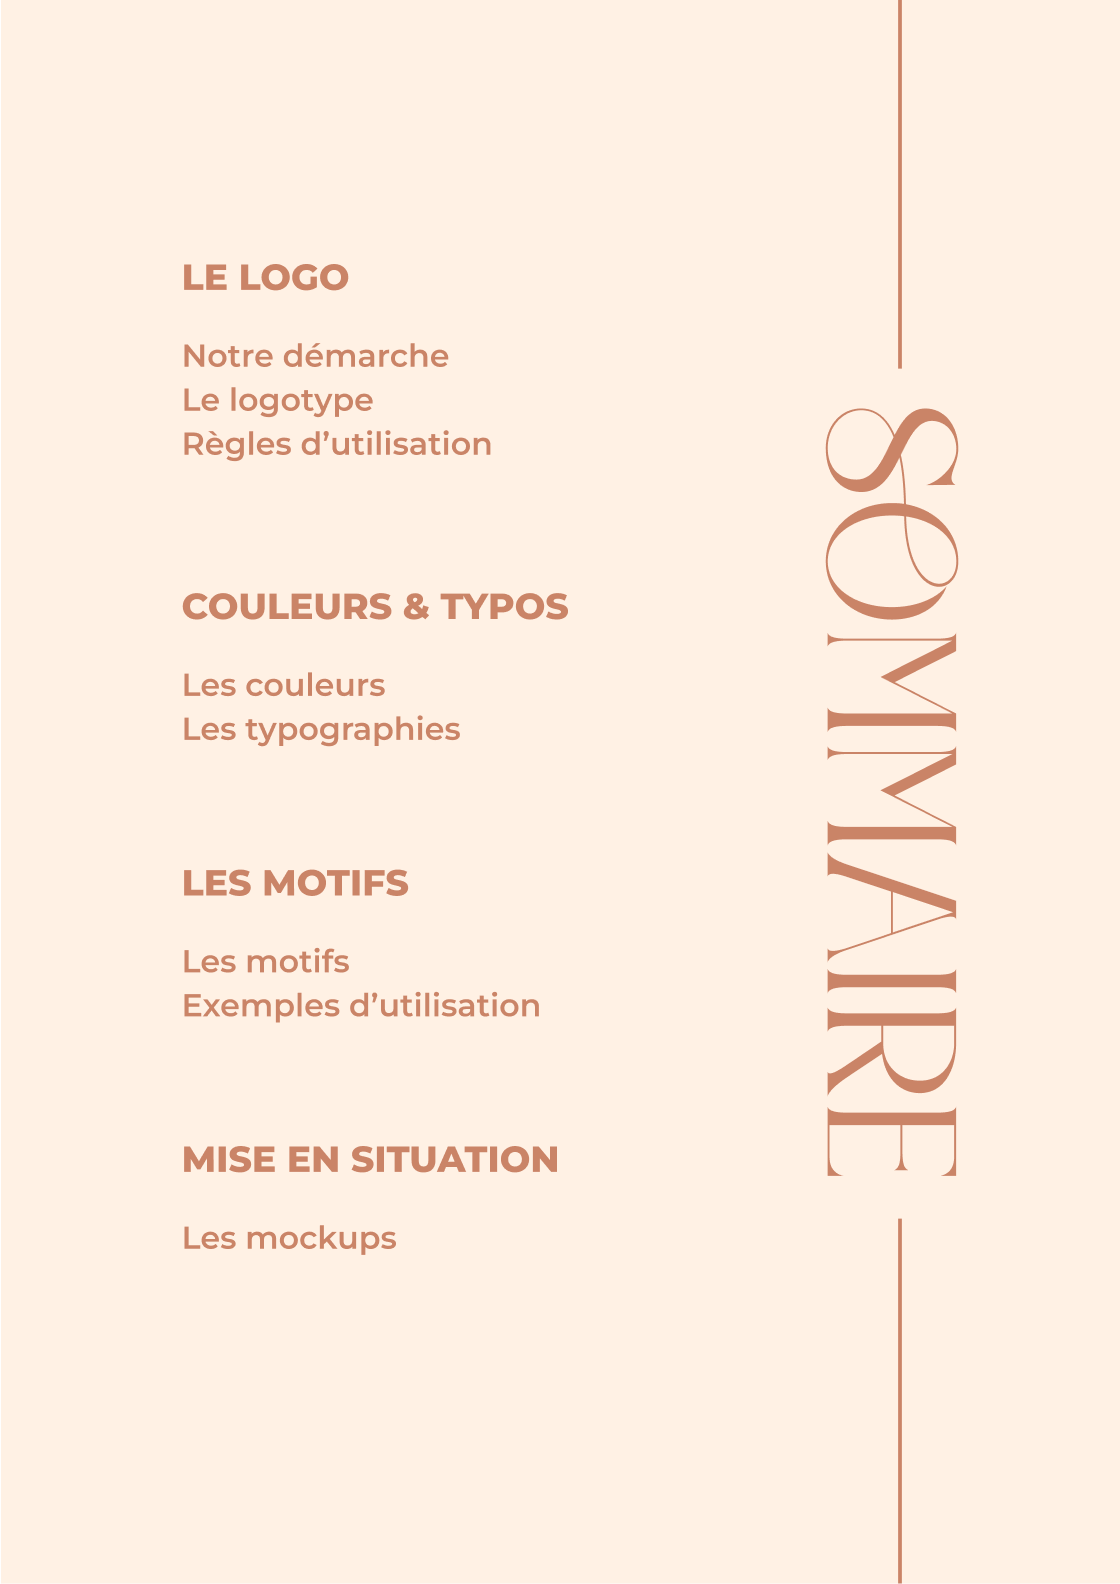 SOMMAIRE
LE LOGO
Notre démarche
Le logotype
Règles d’utilisation
COULEURS & TYPOS
Les couleurs
Les typographies
LES MOTIFS
Les motifs
Exemples d’utilisation
MISE EN SITUATION
Les mockups